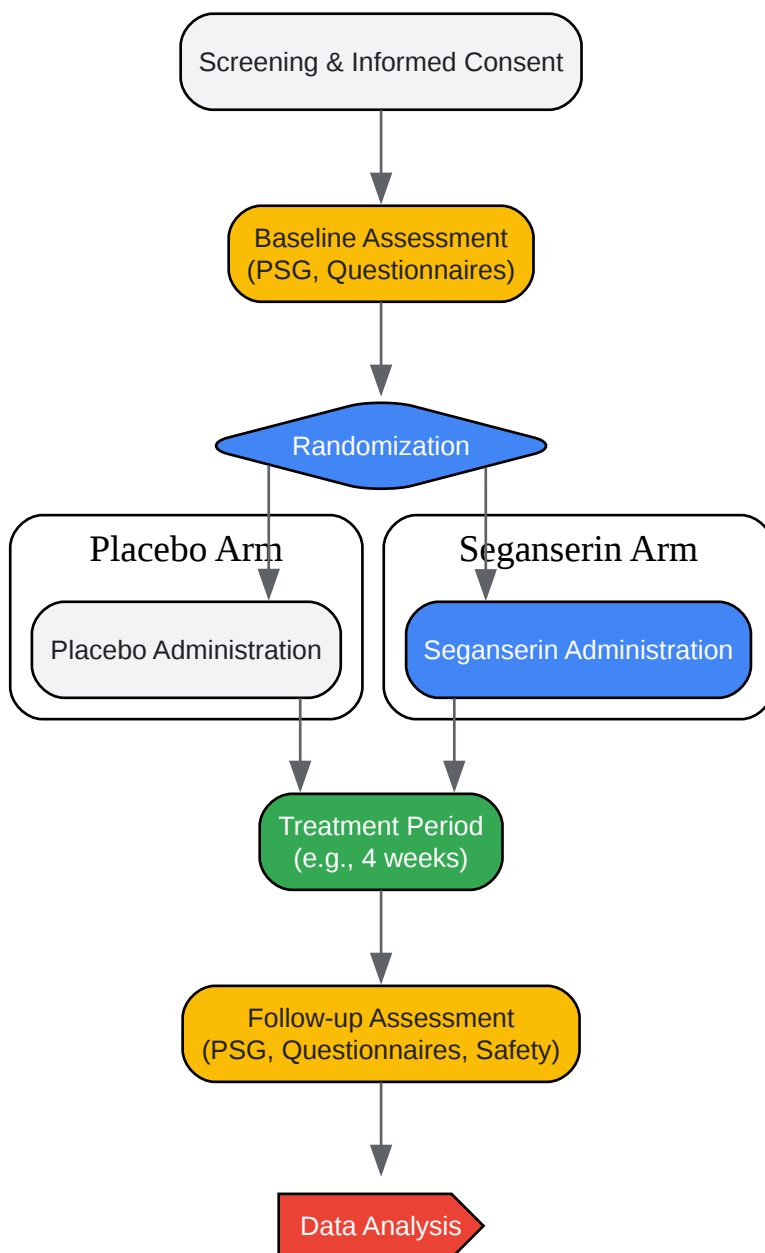 Screening & Informed Consent
Baseline Assessment
(PSG, Questionnaires)
Randomization
Placebo Arm
Seganserin Arm
Placebo Administration
Seganserin Administration
Treatment Period
(e.g., 4 weeks)
Follow-up Assessment
(PSG, Questionnaires, Safety)
Data Analysis